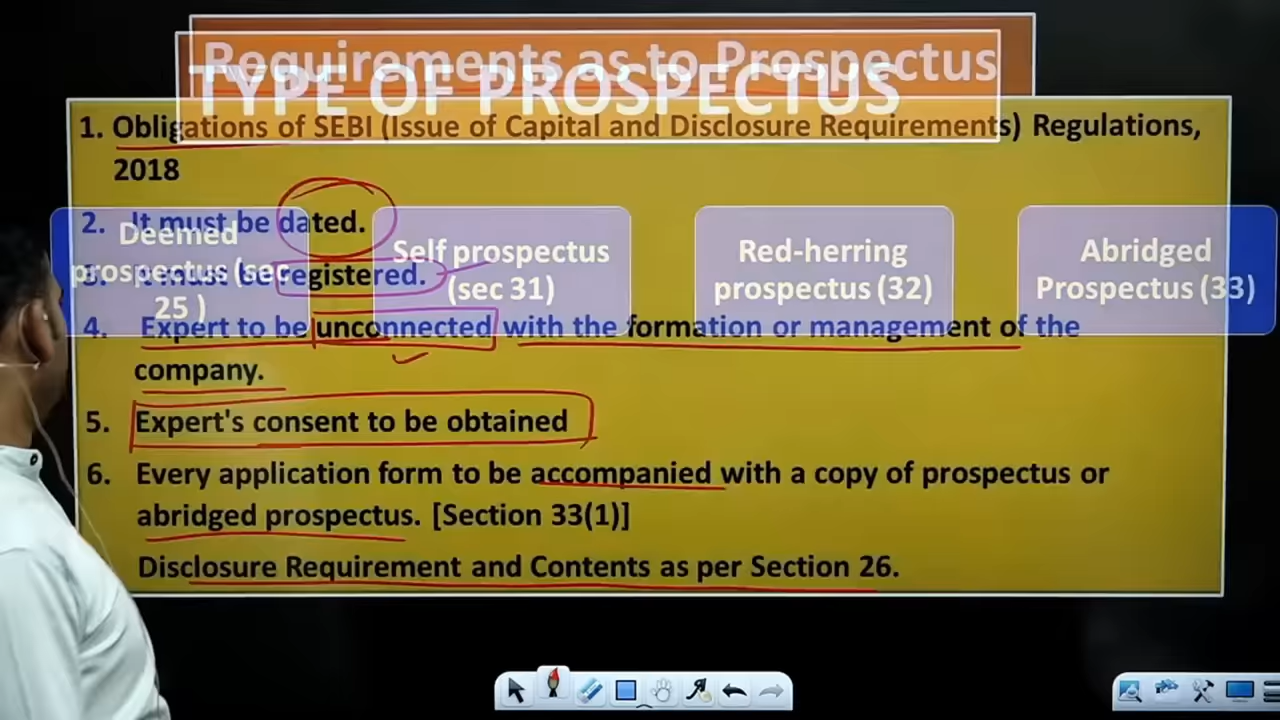 Requirements as to Prospectus
TYPE OF PROSPECTUS
1. Obligations of SEBI (Issue of Capital and Disclosure Requirements) Regulations,
2018
2. It must be dated.
3. It must be registered.
4. Expert to be unconnected with the formation or management of the
company.
5. Expert's consent to be obtained
6. Every application form to be accompanied with a copy of prospectus or
abridged prospectus. [Section 33(1)]
Disclosure Requirement and Contents as per Section 26.
Deemed
prospectus (sec
25 )
Self prospectus
(sec 31)
Red-herring
prospectus (32)
Abridged
Prospectus (33)